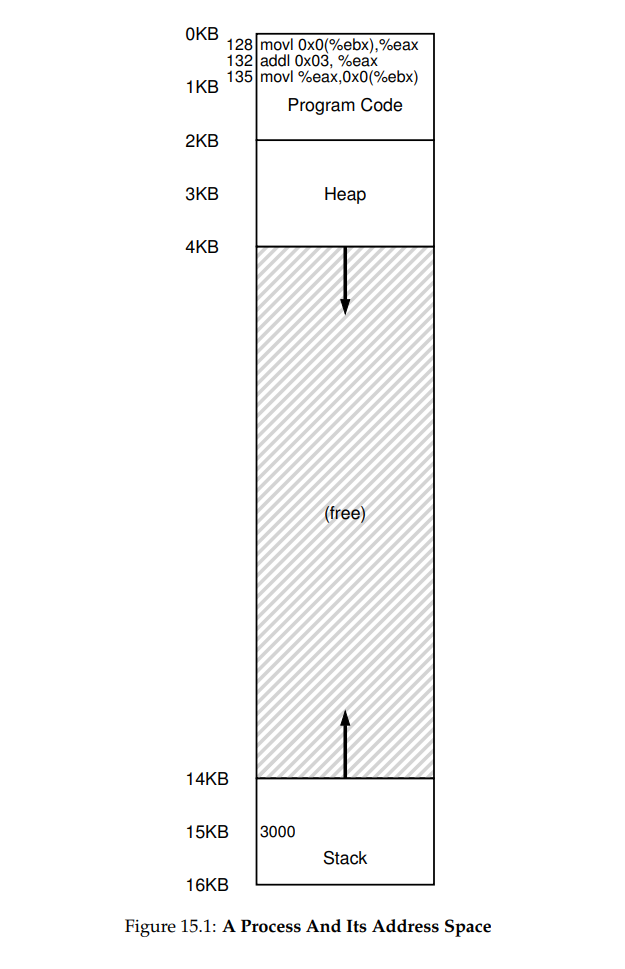 0KB
128 movl 0x0(%ebx),%eax
132 addl 0x03, %eax
135 movl %eax,0x0(%ebx)
1KB
Program Code
2KB
3KB Heap
4KB
(free)
14KB
15KB 3000
Stack
16KB
Figure 15.1: A Process And Its Address Space